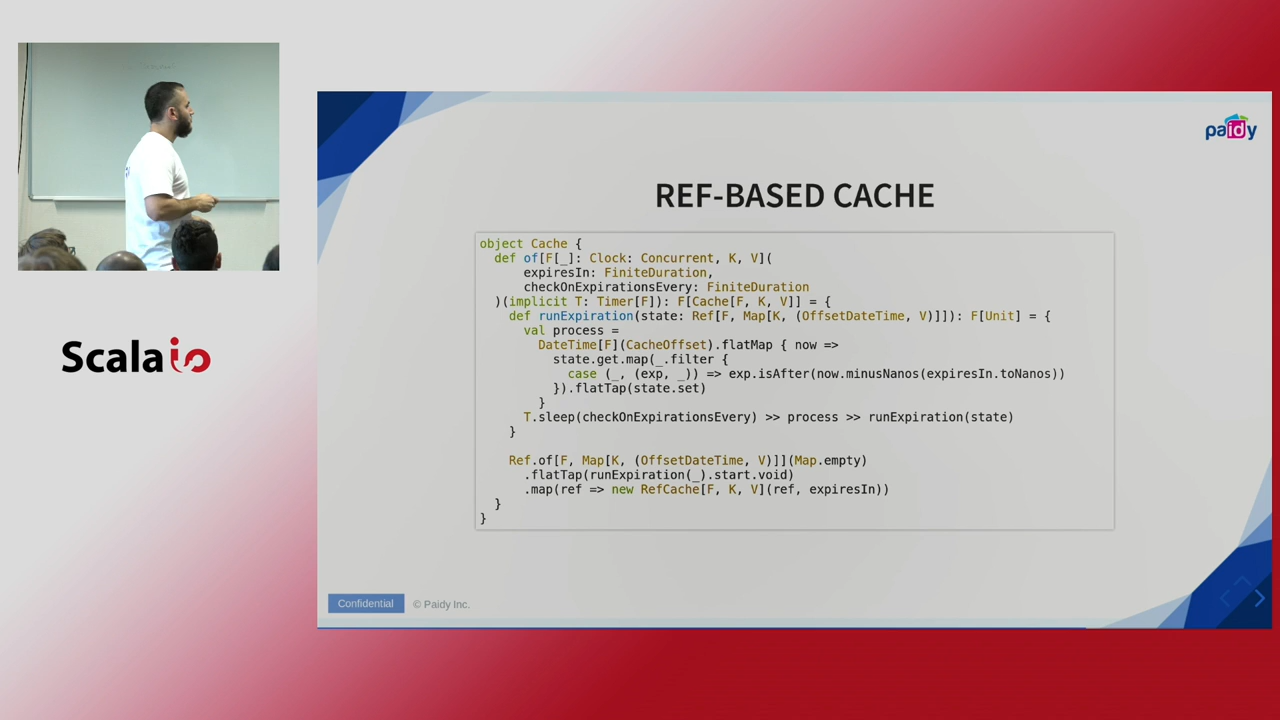 paidy
REF-BASED CACHE
object Cache {
  def of[F[_]: Clock: Concurrent, K, V](
      expiresIn: FiniteDuration,
      checkOnExpirationsEvery: FiniteDuration
  )(implicit T: Timer[F]): F[Cache[F, K, V]] = {
    def runExpiration(state: Ref[F, Map[K, (OffsetDateTime, V)]]): F[Unit] = {
      val process =
        DateTime[F](CacheOffset).flatMap { now =>
          state.get.map(_.filter {
            case (_, (exp, _)) => exp.isAfter(now.minusNanos(expiresIn.toNanos))
          }).flatTap(state.set)
        }
      T.sleep(checkOnExpirationsEvery) >> process >> runExpiration(state)
    }
    Ref.of[F, Map[K, (OffsetDateTime, V)]](Map.empty)
      .flatTap(runExpiration(_).start.void)
      .map(ref => new RefCache[F, K, V](ref, expiresIn))
  }
}
Scala io
Confidential
© Paidy Inc.